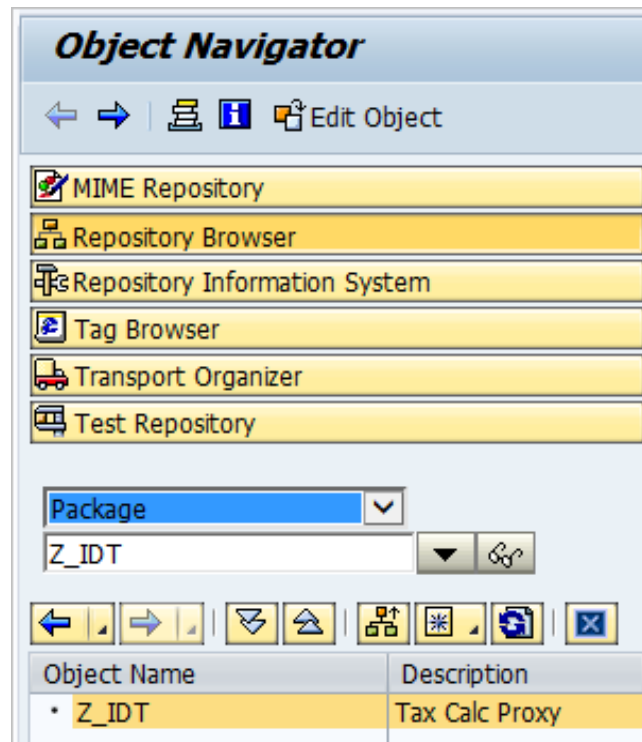 Object Navigator
Edit Object
MIME Repository
Repository Browser
Repository Information System
Tag Browser
Transport Organizer
Test Repository
Package
Z_IDT
Object Name Description
Z_IDT Tax Calc Proxy